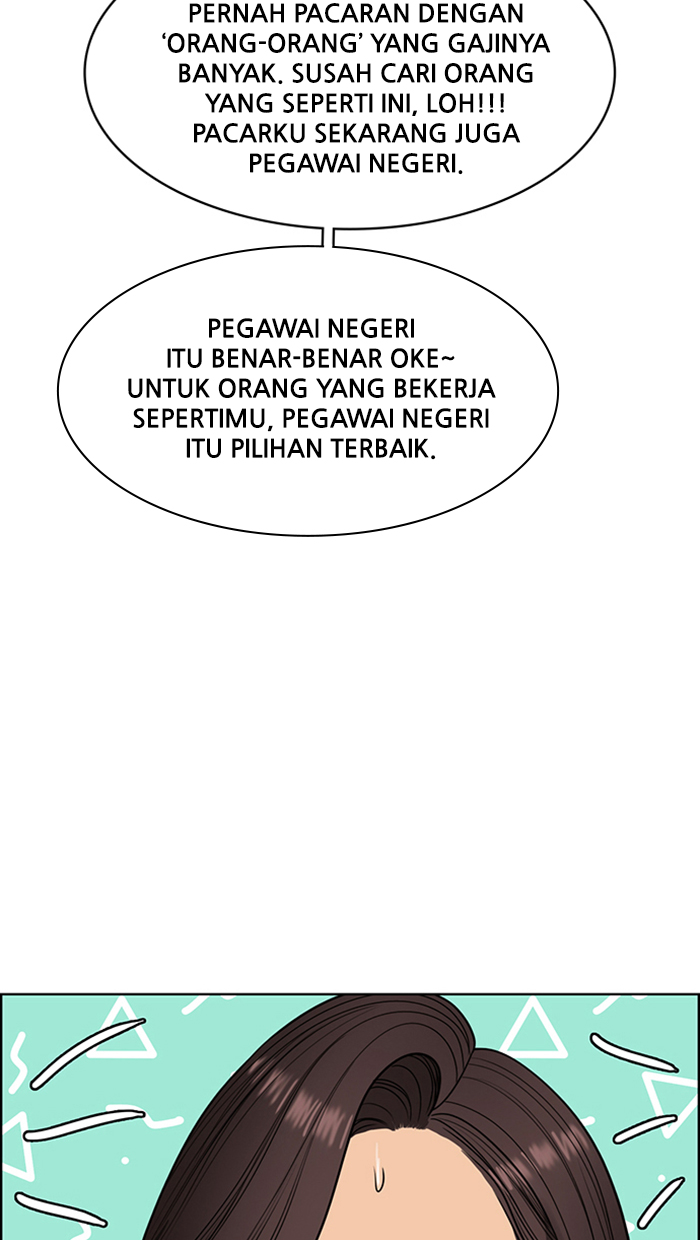 PERNAH PACARAN DENGAN
‘ORANG-ORANG’ YANG GAJINYA
BANYAK. SUSAH CARI ORANG
YANG SEPERTI INI, LOH!!!
PACARKU SEKARANG JUGA
PEGAWAI NEGERI.
PEGAWAI NEGERI
ITU BENAR-BENAR OKE~
UNTUK ORANG YANG BEKERJA
SEPERTIMU, PEGAWAI NEGERI
ITU PILIHAN TERBAIK.